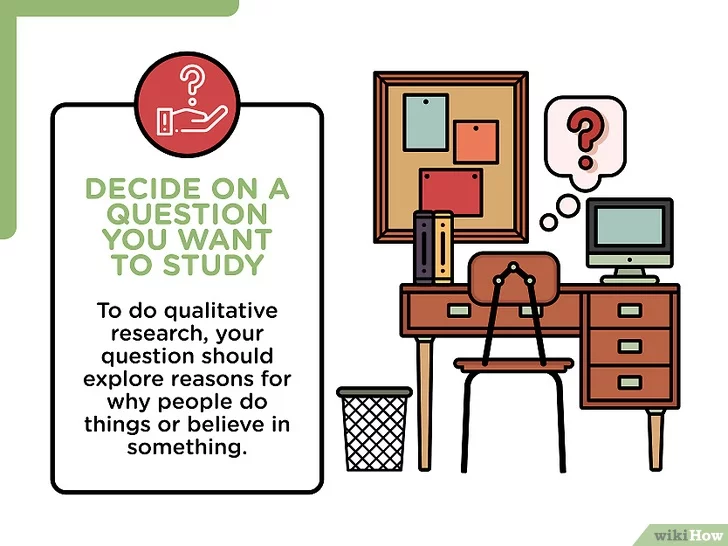 DECIDE ON A
QUESTION
YOU WANT
TO STUDY
To do qualitative
research, your
question should
explore reasons for
why people do
things or believe in
something.
wikiHow